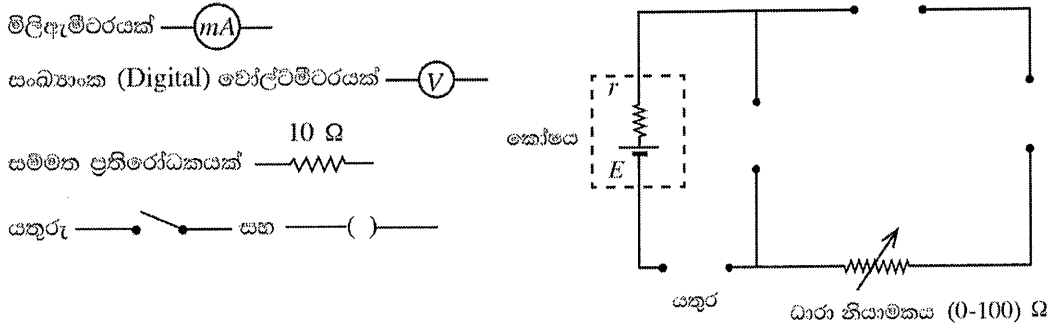 මිලිඇමීටරයක් mA
සංඛ්‍යාංක (Digital) වෝල්ට්මීටරයක් V
10 Ω
සම්මත ප්‍රතිරෝධකයක්
යතුරු සහ ( )
r
කෝෂය
E
යතුර
ධාරා නියාමකය (0-100) Ω